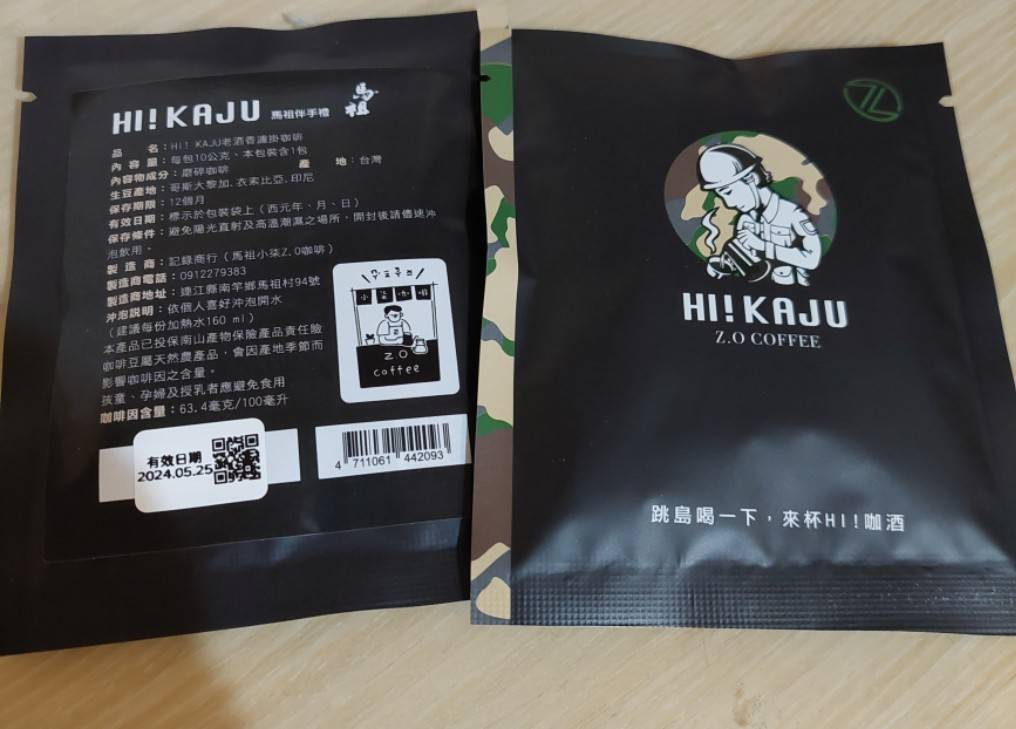 HI!KAJU 馬祖伴手禮 馬祖
品名：HI! KAJU老酒香濾掛咖啡
內容量：每包10公克、本包裝含1包
內容物成分：磨碎咖啡 產地：台灣
生豆產地：哥斯大黎加.衣索比亞.印尼
保存期限：12個月
有效日期：標示於包裝袋上（西元年、月、日）
保存條件：避免陽光直射及高溫潮濕之場所，開封後請儘速沖
泡飲用。
製造商：記錄商行（馬祖小柒Z.O咖啡）
製造商電話：0912279383
製造商地址：連江縣南竿鄉馬祖村94號
沖泡説明：依個人喜好沖泡開水
（建議每份加熱水160 ml）
本產品已投保南山產物保險產品責任險
咖啡豆屬天然農產品，會因產地季節而
影響咖啡因之含量。
孩童、孕婦及授乳者應避免食用
咖啡因含量：63.4毫克/100毫升
小柒咖啡
Z.O
coffee
有效日期
2024.05.25
4 711061 442093
HI!KAJU
Z.O COFFEE
跳島喝一下，來杯HI!咖酒